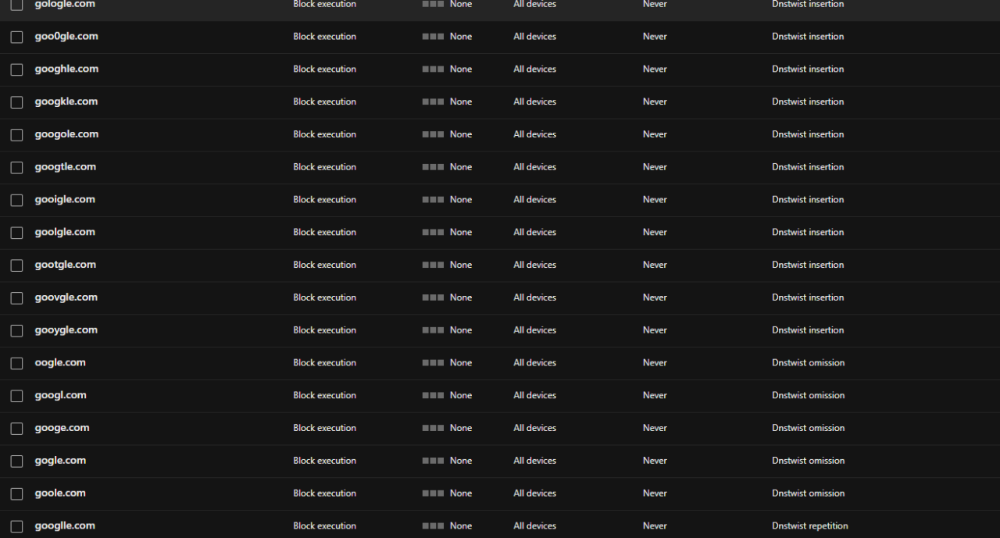 gologle.com Block execution None All devices Never Dnstwist insertion
goo0gle.com Block execution None All devices Never Dnstwist insertion
googhle.com Block execution None All devices Never Dnstwist insertion
googkle.com Block execution None All devices Never Dnstwist insertion
googole.com Block execution None All devices Never Dnstwist insertion
googtle.com Block execution None All devices Never Dnstwist insertion
gooigle.com Block execution None All devices Never Dnstwist insertion
goolgle.com Block execution None All devices Never Dnstwist insertion
gootgle.com Block execution None All devices Never Dnstwist insertion
goovgle.com Block execution None All devices Never Dnstwist insertion
gooygle.com Block execution None All devices Never Dnstwist insertion
oogle.com Block execution None All devices Never Dnstwist omission
googl.com Block execution None All devices Never Dnstwist omission
googe.com Block execution None All devices Never Dnstwist omission
gogle.com Block execution None All devices Never Dnstwist omission
goole.com Block execution None All devices Never Dnstwist omission
googlle.com Block execution None All devices Never Dnstwist repetition